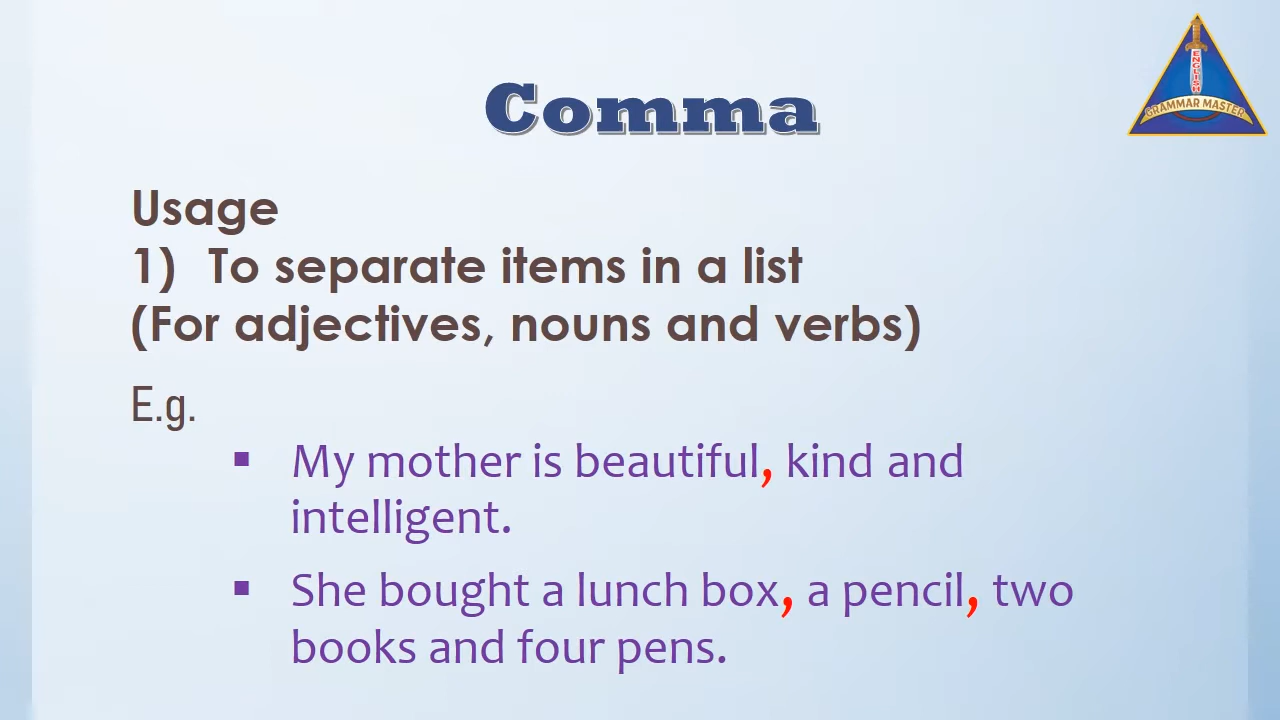 Comma
ENGLISH
GRAMMAR MASTER
Usage
1) To separate items in a list
(For adjectives, nouns and verbs)
E.g.
▪ My mother is beautiful, kind and
intelligent.
▪ She bought a lunch box, a pencil, two
books and four pens.